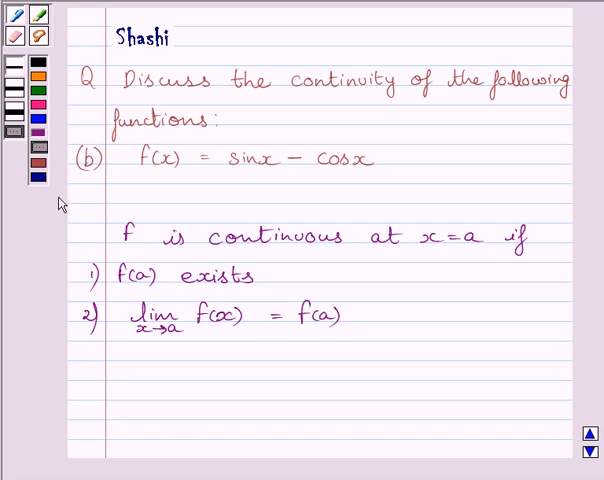 Shashi
Q Discuss the continuity of the following
functions:
(b) f(x) = sinx - cosx
f is continuous at x=a if
1) f(a) exists
2) lim f(x) = f(a)
x→a